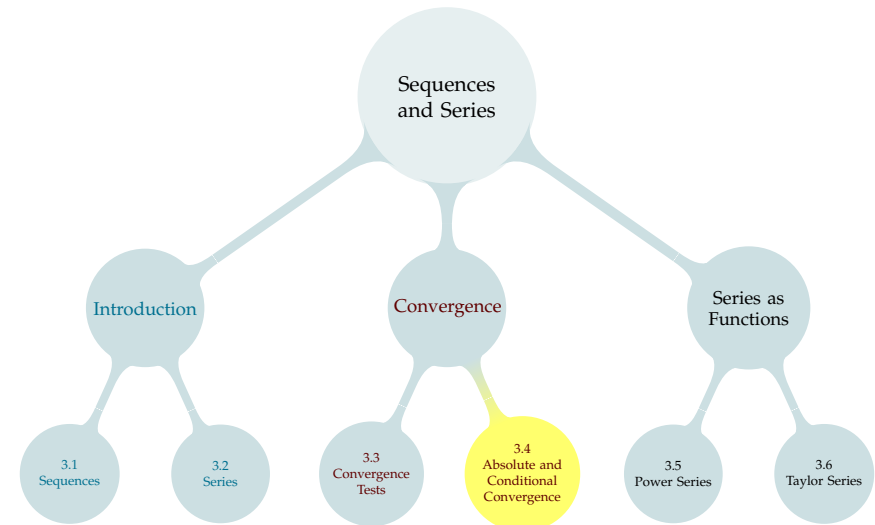 Sequences
and Series
Introduction
Convergence
Series as
Functions
3.1
Sequences
3.2
Series
3.3
Convergence
Tests
3.4
Absolute and
Conditional
Convergence
3.5
Power Series
3.6
Taylor Series